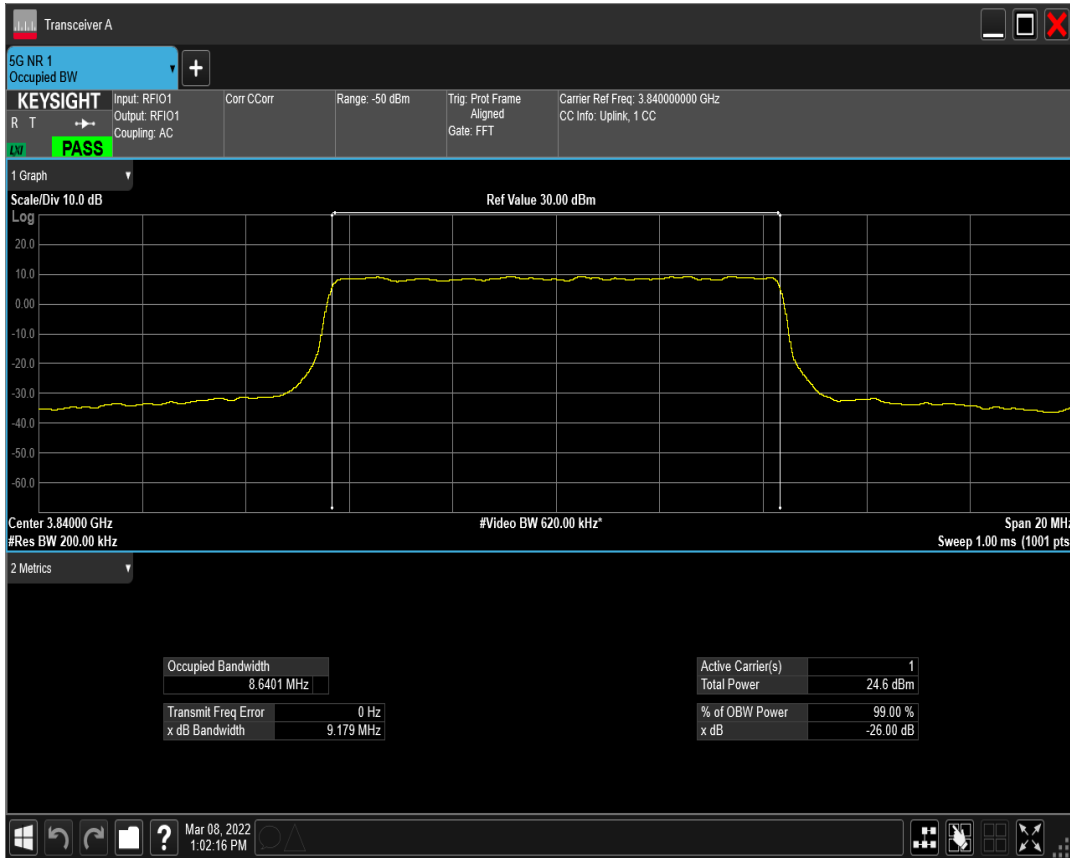 Transceiver A
5G NR 1
Occupied BW
+
KEYSIGHT
R T
LXI
PASS
Input: RFIO1
Output: RFIO1
Coupling: AC
Corr CCorr
Range: -50 dBm
Trig: Prot Frame
Aligned
Gate: FFT
Carrier Ref Freq: 3.840000000 GHz
CC Info: Uplink, 1 CC
1 Graph
Scale/Div 10.0 dB
Ref Value 30.00 dBm
Log
20.0
10.0
0.00
-10.0
-20.0
-30.0
-40.0
-50.0
-60.0
Center 3.84000 GHz
#Video BW 620.00 kHz*
Span 20 MHz
#Res BW 200.00 kHz
Sweep 1.00 ms (1001 pts
2 Metrics
Occupied Bandwidth
8.6401 MHz
Transmit Freq Error 0 Hz
x dB Bandwidth 9.179 MHz
Active Carrier(s) 1
Total Power 24.6 dBm
% of OBW Power 99.00 %
x dB -26.00 dB
?
Mar 08, 2022
1:02:16 PM